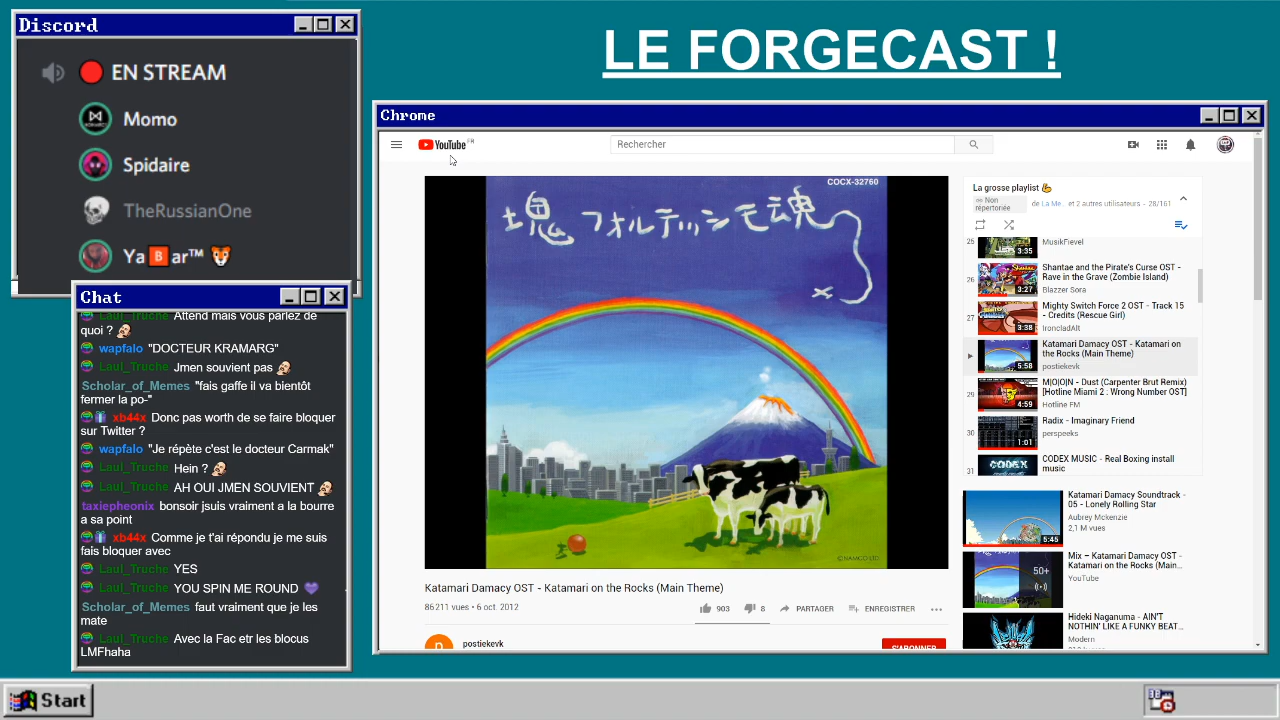 Discord
EN STREAM
Momo
Spidaire
TheRussianOne
Ya🅱ar™ 🐯
LE FORGECAST !
Chat
Laul_Truche Attend mais vous parlez de
quoi ?
wapfalo "DOCTEUR KRAMARG"
Laul_Truche Jmen souvient pas
Scholar_of_Memes "fais gaffe il va bientôt
fermer la po-"
xb44x Donc pas worth de se faire bloquer
sur Twitter ?
wapfalo "Je répète c'est le docteur Carmak"
Laul_Truche Hein ?
Laul_Truche AH OUI JMEN SOUVIENT
taxiepheonix bonsoir jsuis vraiment a la bourre
a sa point
xb44x Comme je t'ai répondu je me suis
fais bloquer avec
Laul_Truche YES
Laul_Truche YOU SPIN ME ROUND 💜
Scholar_of_Memes faut vraiment que je les
mate
Laul_Truche Avec la Fac etr les blocus
LMFhaha
Chrome
YouTube FR
Rechercher
COCX-32760
塊フォルテッシモ魂
©NAMCO LTD.
Katamari Damacy OST - Katamari on the Rocks (Main Theme)
86 211 vues • 6 oct. 2012
903
8
PARTAGER
ENREGISTRER
postiekevk
S'ABONNER
La grosse playlist 💪
Non
répertoriée
de La Me... et 2 autres utilisateurs - 28/161
25
3:35
MusikFievel
26
3:27
Shantae and the Pirate's Curse OST -
Rave in the Grave (Zombie Island)
Blazzer Sora
27
3:38
Mighty Switch Force 2 OST - Track 15
- Credits (Rescue Girl)
IroncladAlt
5:58
Katamari Damacy OST - Katamari on
the Rocks (Main Theme)
postiekevk
29
4:59
M|O|O|N - Dust (Carpenter Brut Remix)
[Hotline Miami 2 : Wrong Number OST]
Hotline FM
30
1:01
Radix - Imaginary Friend
perspeeks
31
CODEX
CODEX MUSIC - Real Boxing install
music
5:45
Katamari Damacy Soundtrack -
05 - Lonely Rolling Star
Aubrey Mckenzie
2,1 M vues
50+
Mix – Katamari Damacy OST -
Katamari on the Rocks (Main...
YouTube
Hideki Naganuma - AIN'T
NOTHIN' LIKE A FUNKY BEAT...
Modern
Start